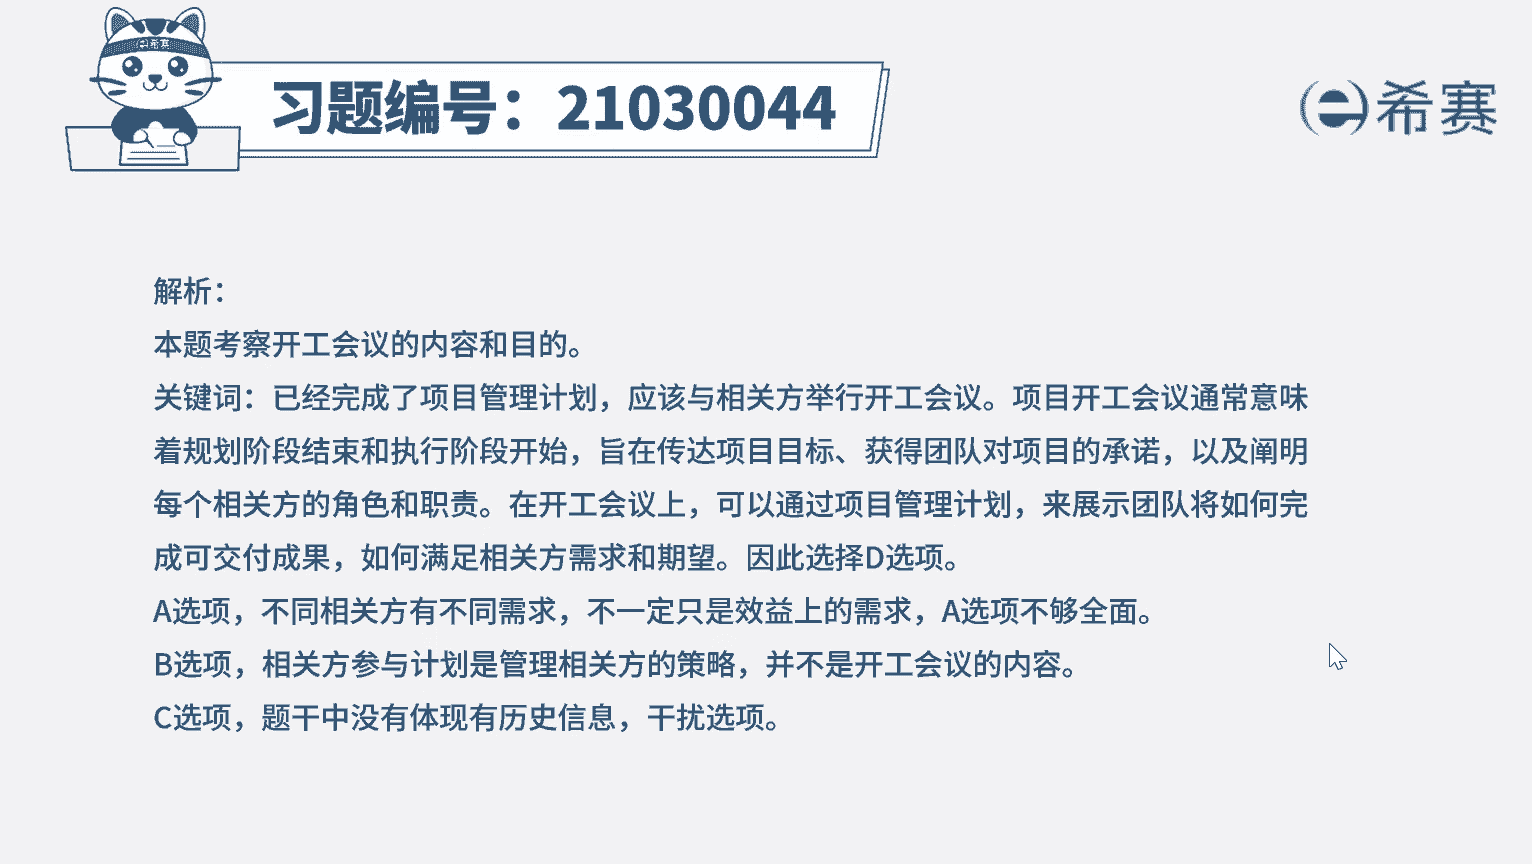 希赛
习题编号：21030044
希赛
解析：
本题考察开工会议的内容和目的。
关键词：已经完成了项目管理计划，应该与相关方举行开工会议。项目开工会议通常意味
着规划阶段结束和执行阶段开始，旨在传达项目目标、获得团队对项目的承诺，以及阐明
每个相关方的角色和职责。在开工会议上，可以通过项目管理计划，来展示团队将如何完
成可交付成果，如何满足相关方需求和期望。因此选择D选项。
A选项，不同相关方有不同需求，不一定只是效益上的需求，A选项不够全面。
B选项，相关方参与计划是管理相关方的策略，并不是开工会议的内容。
C选项，题干中没有体现有历史信息，干扰选项。